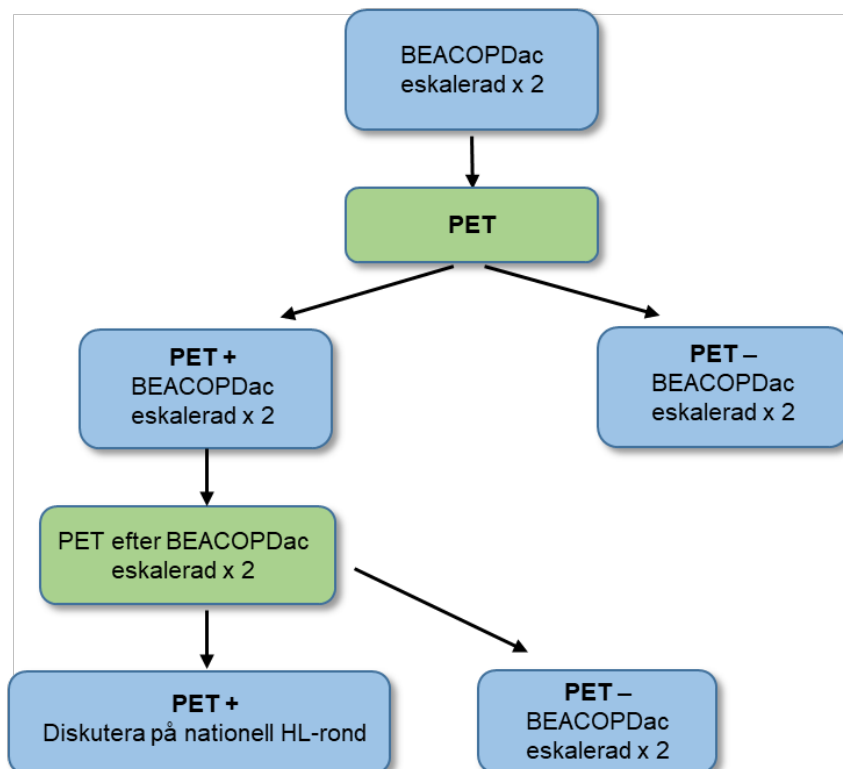 BEACOPDac
eskalerad x 2
PET
PET +
BEACOPDac
eskalerad x 2
PET –
BEACOPDac
eskalerad x 2
PET efter BEACOPDac
eskalerad x 2
PET +
Diskutera på nationell HL-rond
PET –
BEACOPDac
eskalerad x 2